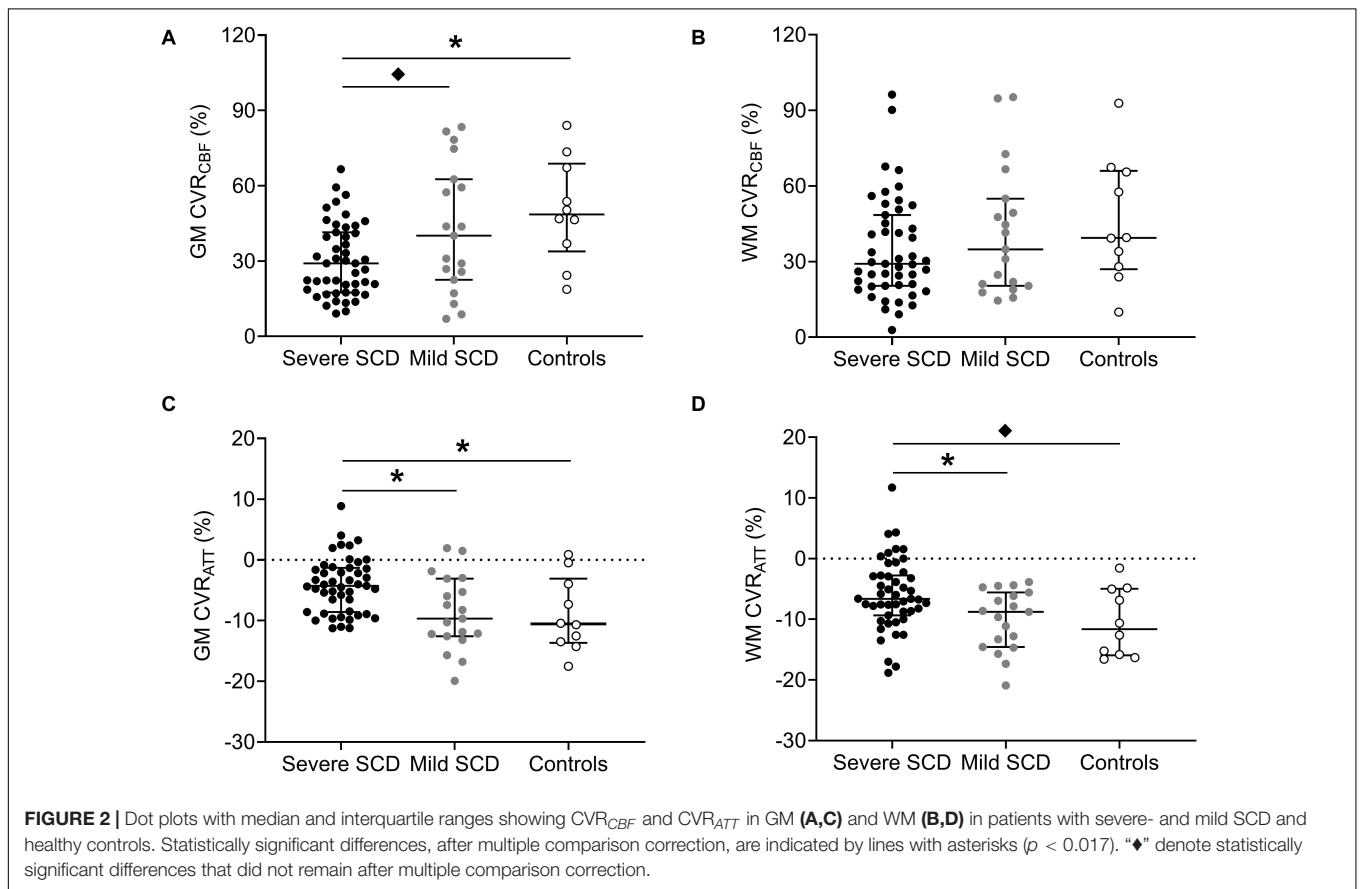 A
GM CVR_CBF (%)
120
90
60
30
0
*
◆
Severe SCD Mild SCD Controls
B
WM CVR_CBF (%)
120
90
60
30
0
Severe SCD Mild SCD Controls
C
GM CVR_ATT (%)
20
10
0
-10
-20
-30
*
*
Severe SCD Mild SCD Controls
D
WM CVR_ATT (%)
20
10
0
-10
-20
-30
◆
*
Severe SCD Mild SCD Controls
FIGURE 2 | Dot plots with median and interquartile ranges showing CVR_CBF and CVR_ATT in GM (A,C) and WM (B,D) in patients with severe- and mild SCD and
healthy controls. Statistically significant differences, after multiple comparison correction, are indicated by lines with asterisks (p < 0.017). “◆” denote statistically
significant differences that did not remain after multiple comparison correction.